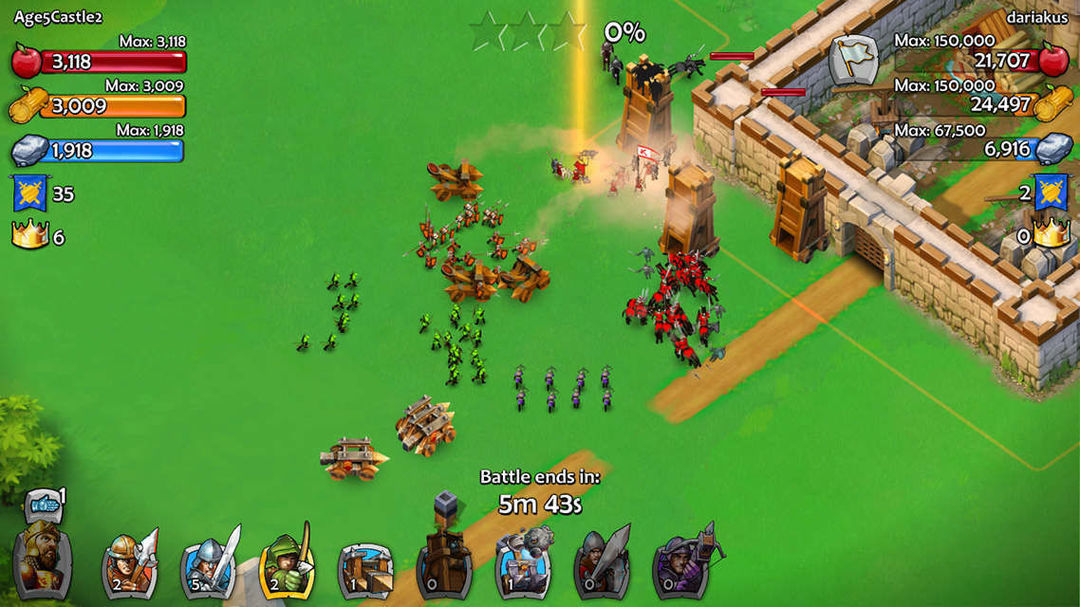 Age5Castle2
Max: 3,118
3,118
Max: 3,009
3,009
Max: 1,918
1,918
35
6
0%
dariakus
Max: 150,000
21,707
Max: 150,000
24,497
Max: 67,500
6,916
2
0
Battle ends in:
5m 43s
1
2
5
2
1
0
1
0
0